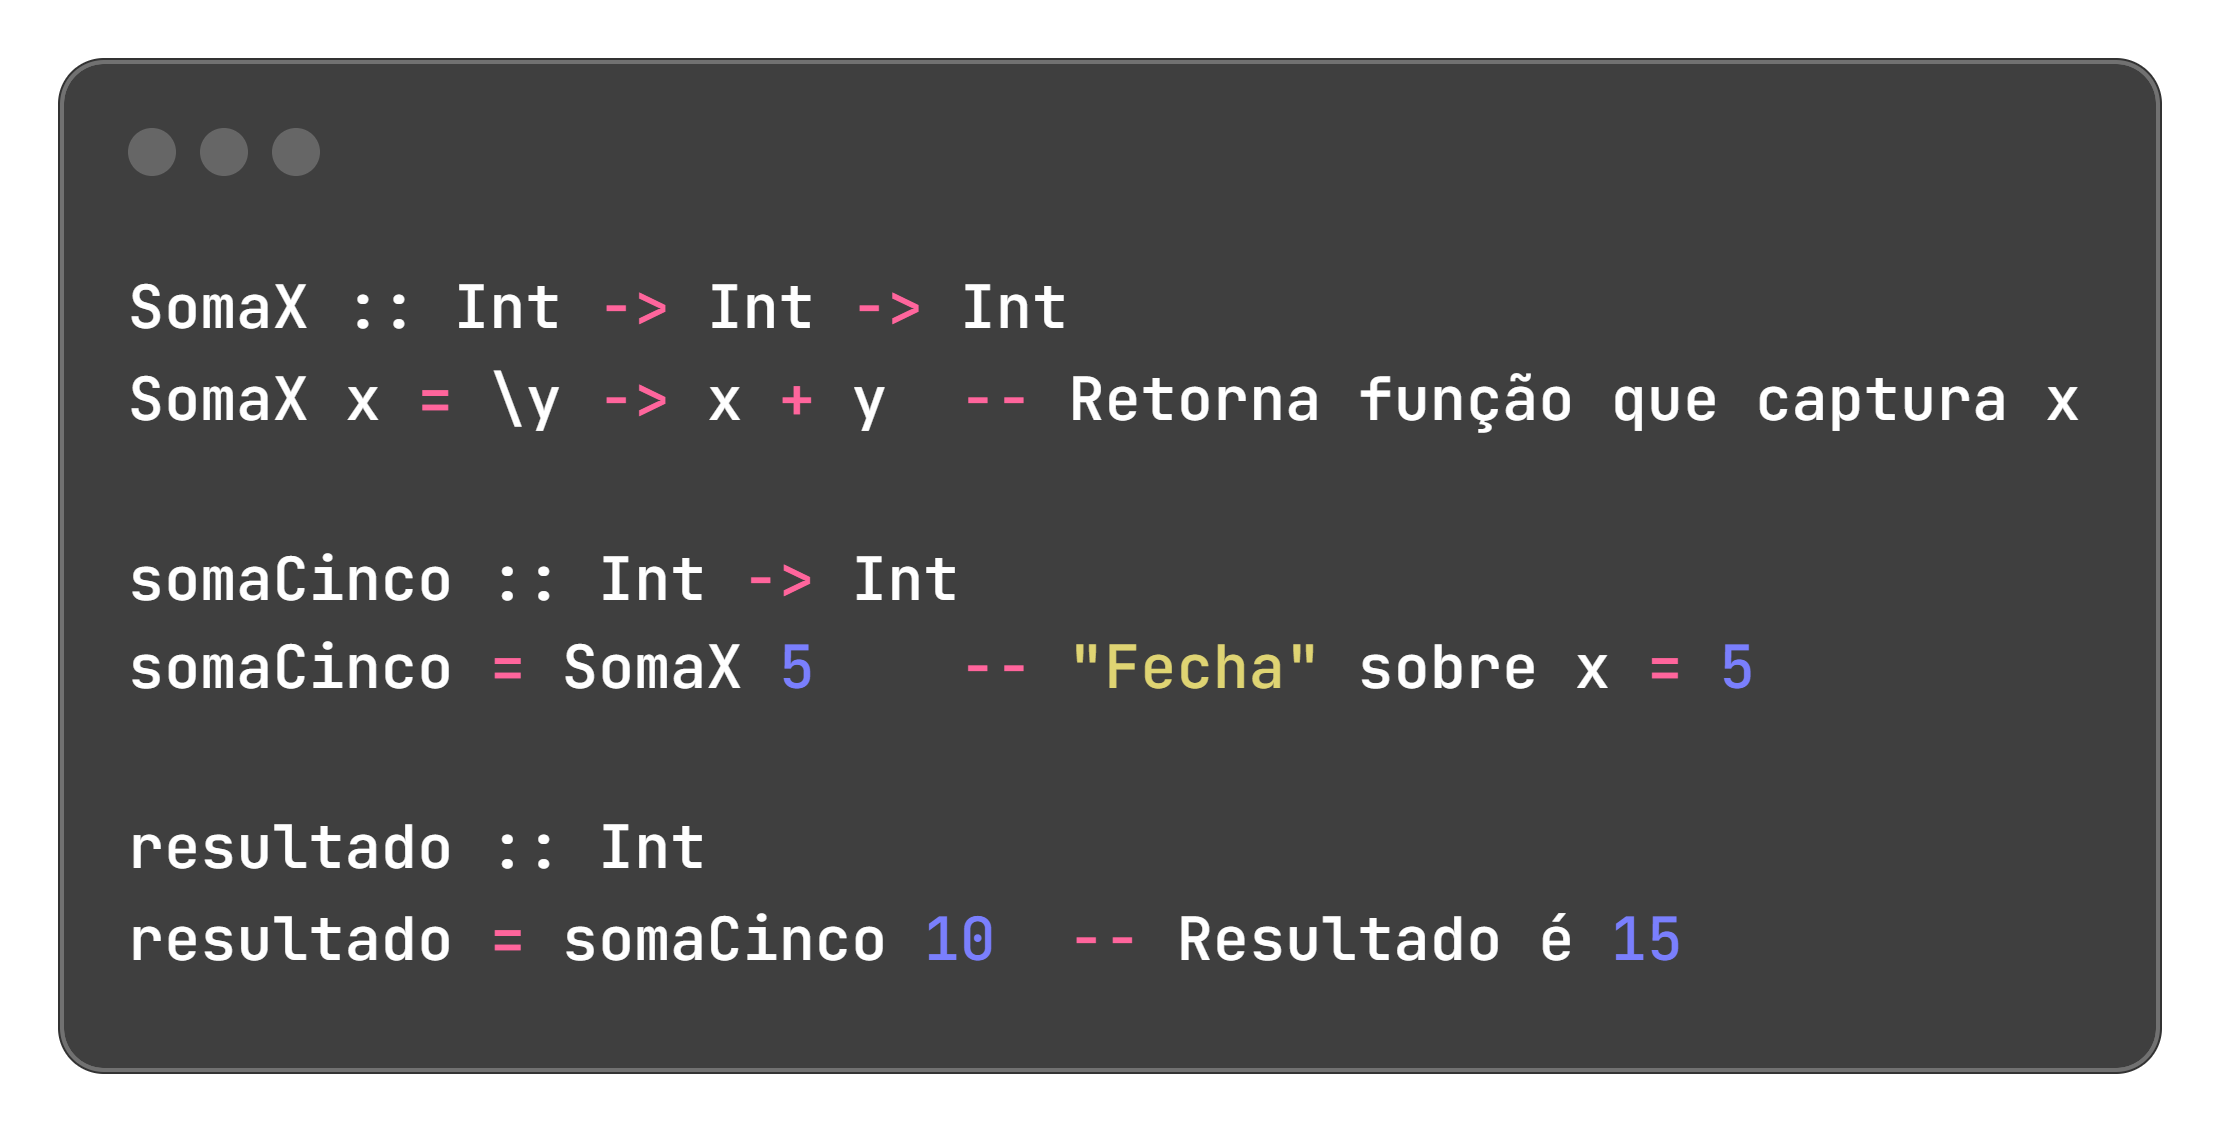 SomaX :: Int -> Int -> Int
SomaX x = \y -> x + y  -- Retorna função que captura x
somaCinco :: Int -> Int
somaCinco = SomaX 5    -- "Fecha" sobre x = 5
resultado :: Int
resultado = somaCinco 10  -- Resultado é 15